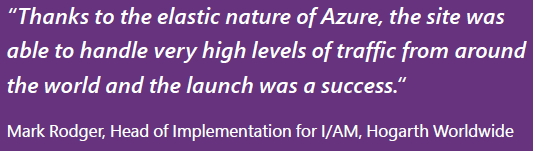 “Thanks to the elastic nature of Azure, the site was
able to handle very high levels of traffic from around
the world and the launch was a success.“
Mark Rodger, Head of Implementation for I/AM, Hogarth Worldwide